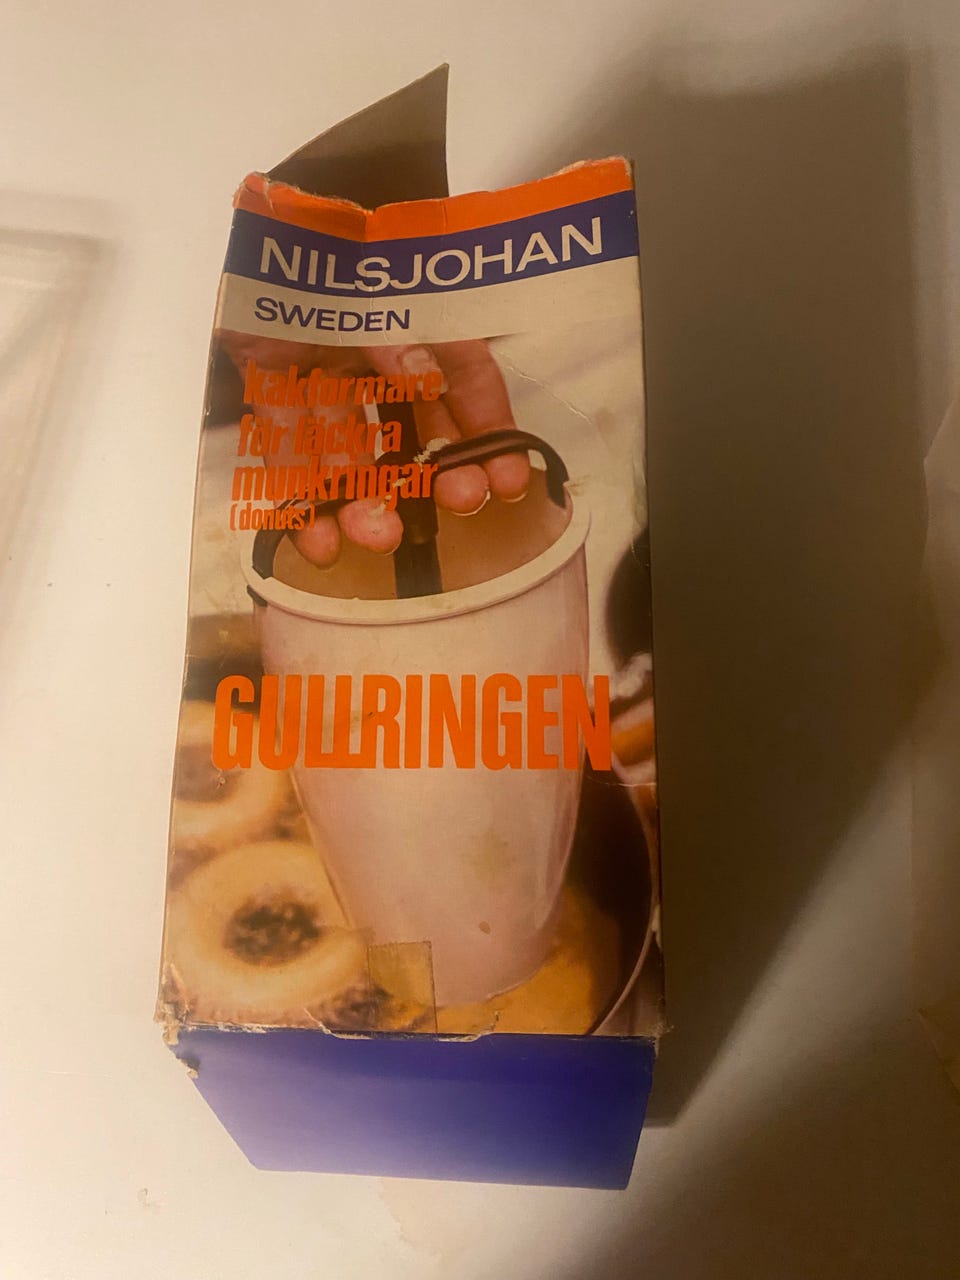 NILSJOHAN
SWEDEN
kakformare
för läckra
munkringar
(donuts)
GULLRINGEN